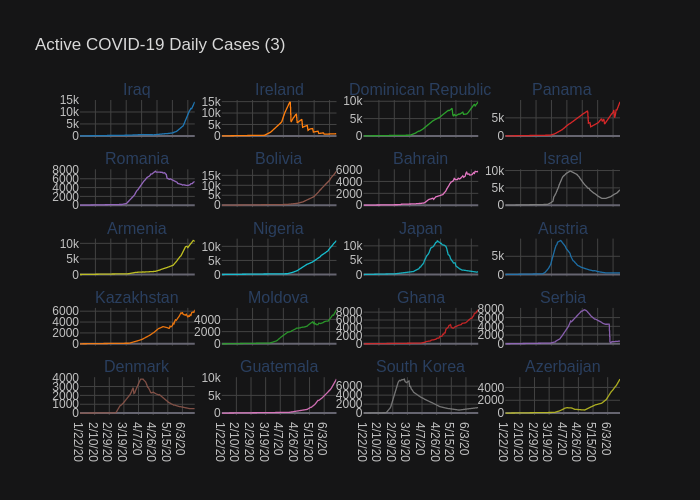 Active COVID-19 Daily Cases (3)
Iraq
15k
10k
5k
0
Ireland
15k
10k
5k
0
Dominican Republic
10k
5k
0
Panama
5k
0
Romania
8000
6000
4000
2000
0
Bolivia
15k
10k
5k
0
Bahrain
6000
4000
2000
0
Israel
10k
5k
0
Armenia
10k
5k
0
Nigeria
10k
5k
0
Japan
10k
5k
0
Austria
5k
0
Kazakhstan
6000
4000
2000
0
Moldova
4000
2000
0
Ghana
8000
6000
4000
2000
0
Serbia
8000
6000
4000
2000
0
Denmark
4000
3000
2000
1000
0
Guatemala
10k
5k
0
South Korea
6000
4000
2000
0
Azerbaijan
4000
2000
0
1/22/20 2/10/20 2/29/20 3/19/20 4/7/20 4/26/20 5/15/20 6/3/20
1/22/20 2/10/20 2/29/20 3/19/20 4/7/20 4/26/20 5/15/20 6/3/20
1/22/20 2/10/20 2/29/20 3/19/20 4/7/20 4/26/20 5/15/20 6/3/20
1/22/20 2/10/20 2/29/20 3/19/20 4/7/20 4/26/20 5/15/20 6/3/20